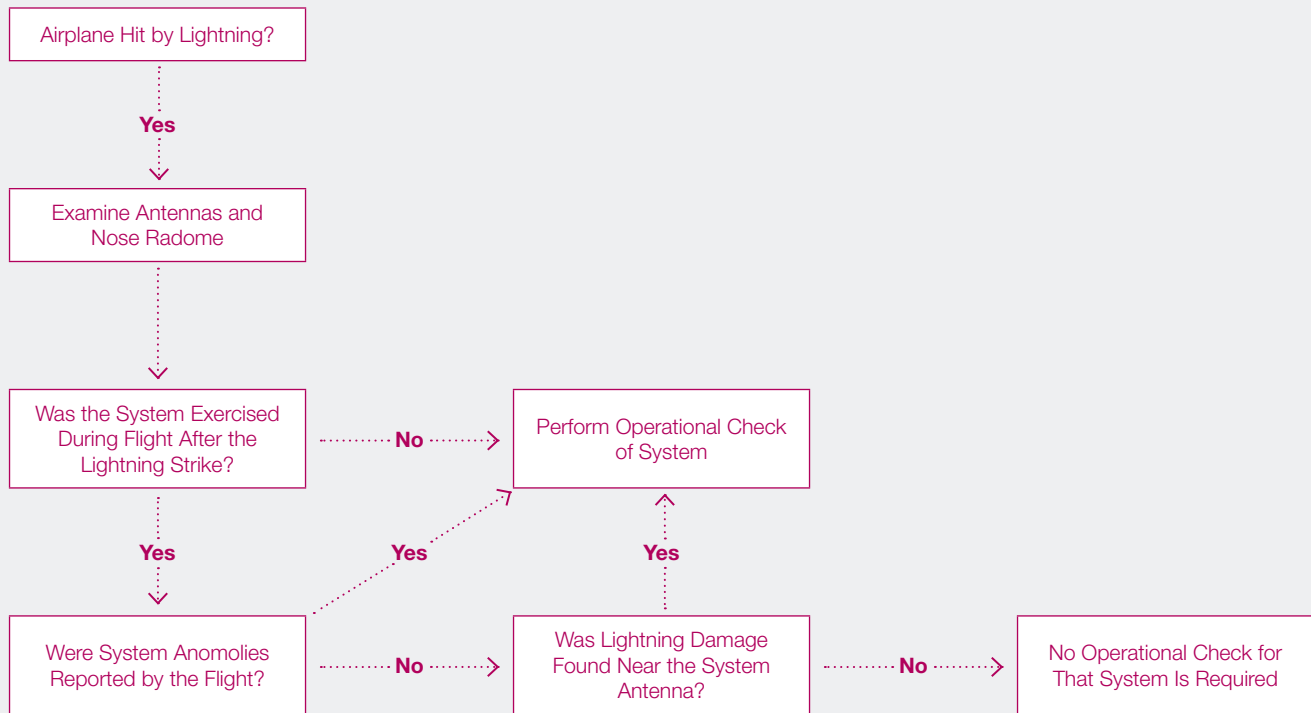 Airplane Hit by Lightning?
Yes
Examine Antennas and
Nose Radome
Was the System Exercised
During Flight After the
Lightning Strike?
No
Perform Operational Check
of System
Yes
Yes
Yes
Were System Anomolies
Reported by the Flight?
No
Was Lightning Damage
Found Near the System
Antenna?
No
No Operational Check for
That System Is Required